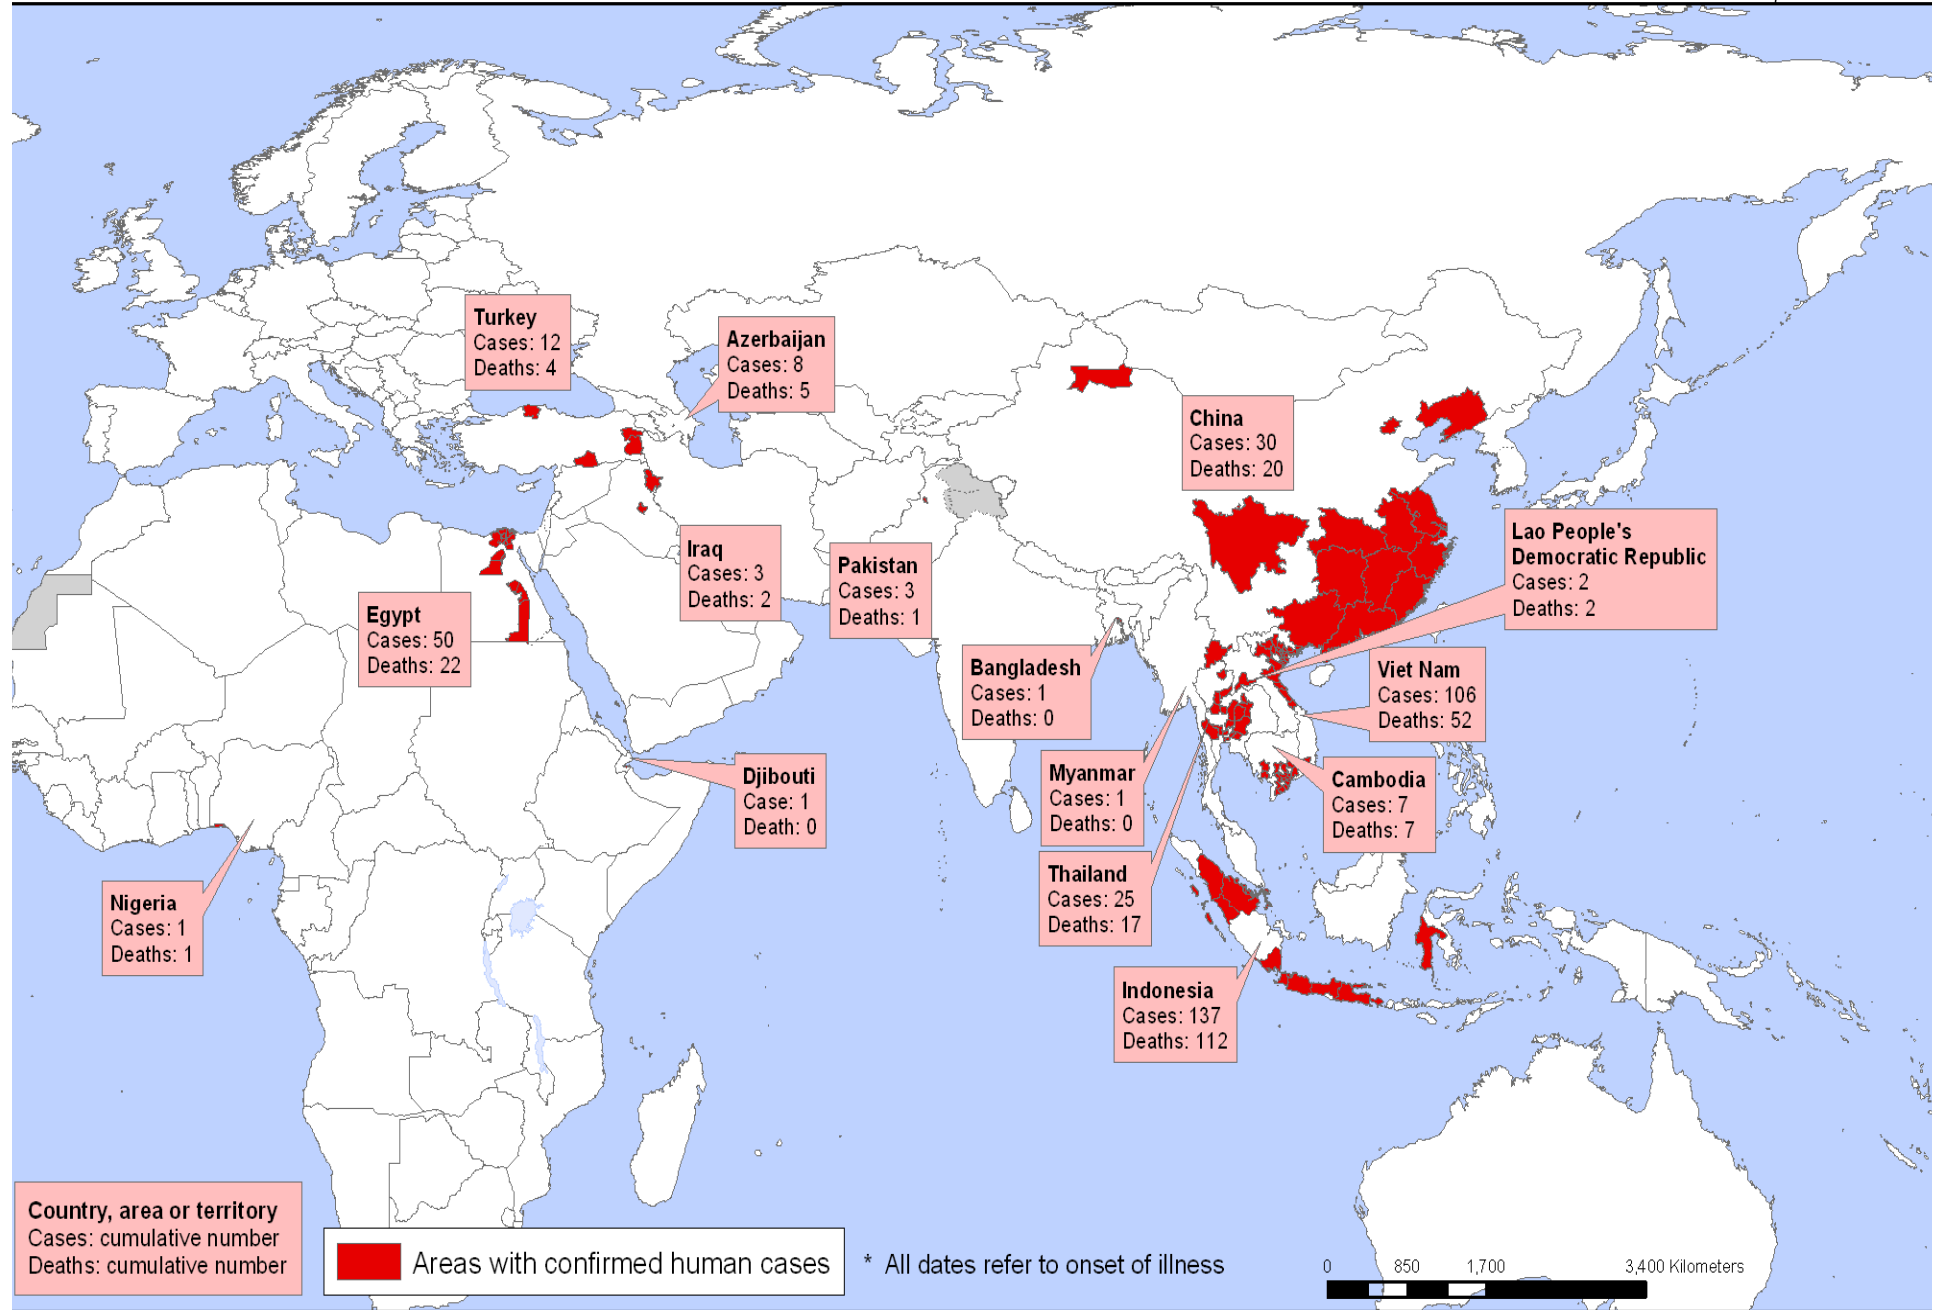 Turkey
Cases: 12
Deaths: 4
Azerbaijan
Cases: 8
Deaths: 5
China
Cases: 30
Deaths: 20
Lao People's
Democratic Republic
Cases: 2
Deaths: 2
Iraq
Cases: 3
Deaths: 2
Pakistan
Cases: 3
Deaths: 1
Egypt
Cases: 50
Deaths: 22
Bangladesh
Cases: 1
Deaths: 0
Viet Nam
Cases: 106
Deaths: 52
Djibouti
Case: 1
Death: 0
Myanmar
Cases: 1
Deaths: 0
Cambodia
Cases: 7
Deaths: 7
Thailand
Cases: 25
Deaths: 17
Nigeria
Cases: 1
Deaths: 1
Indonesia
Cases: 137
Deaths: 112
Country, area or territory
Cases: cumulative number
Deaths: cumulative number
Areas with confirmed human cases
* All dates refer to onset of illness
0 850 1,700 3,400 Kilometers